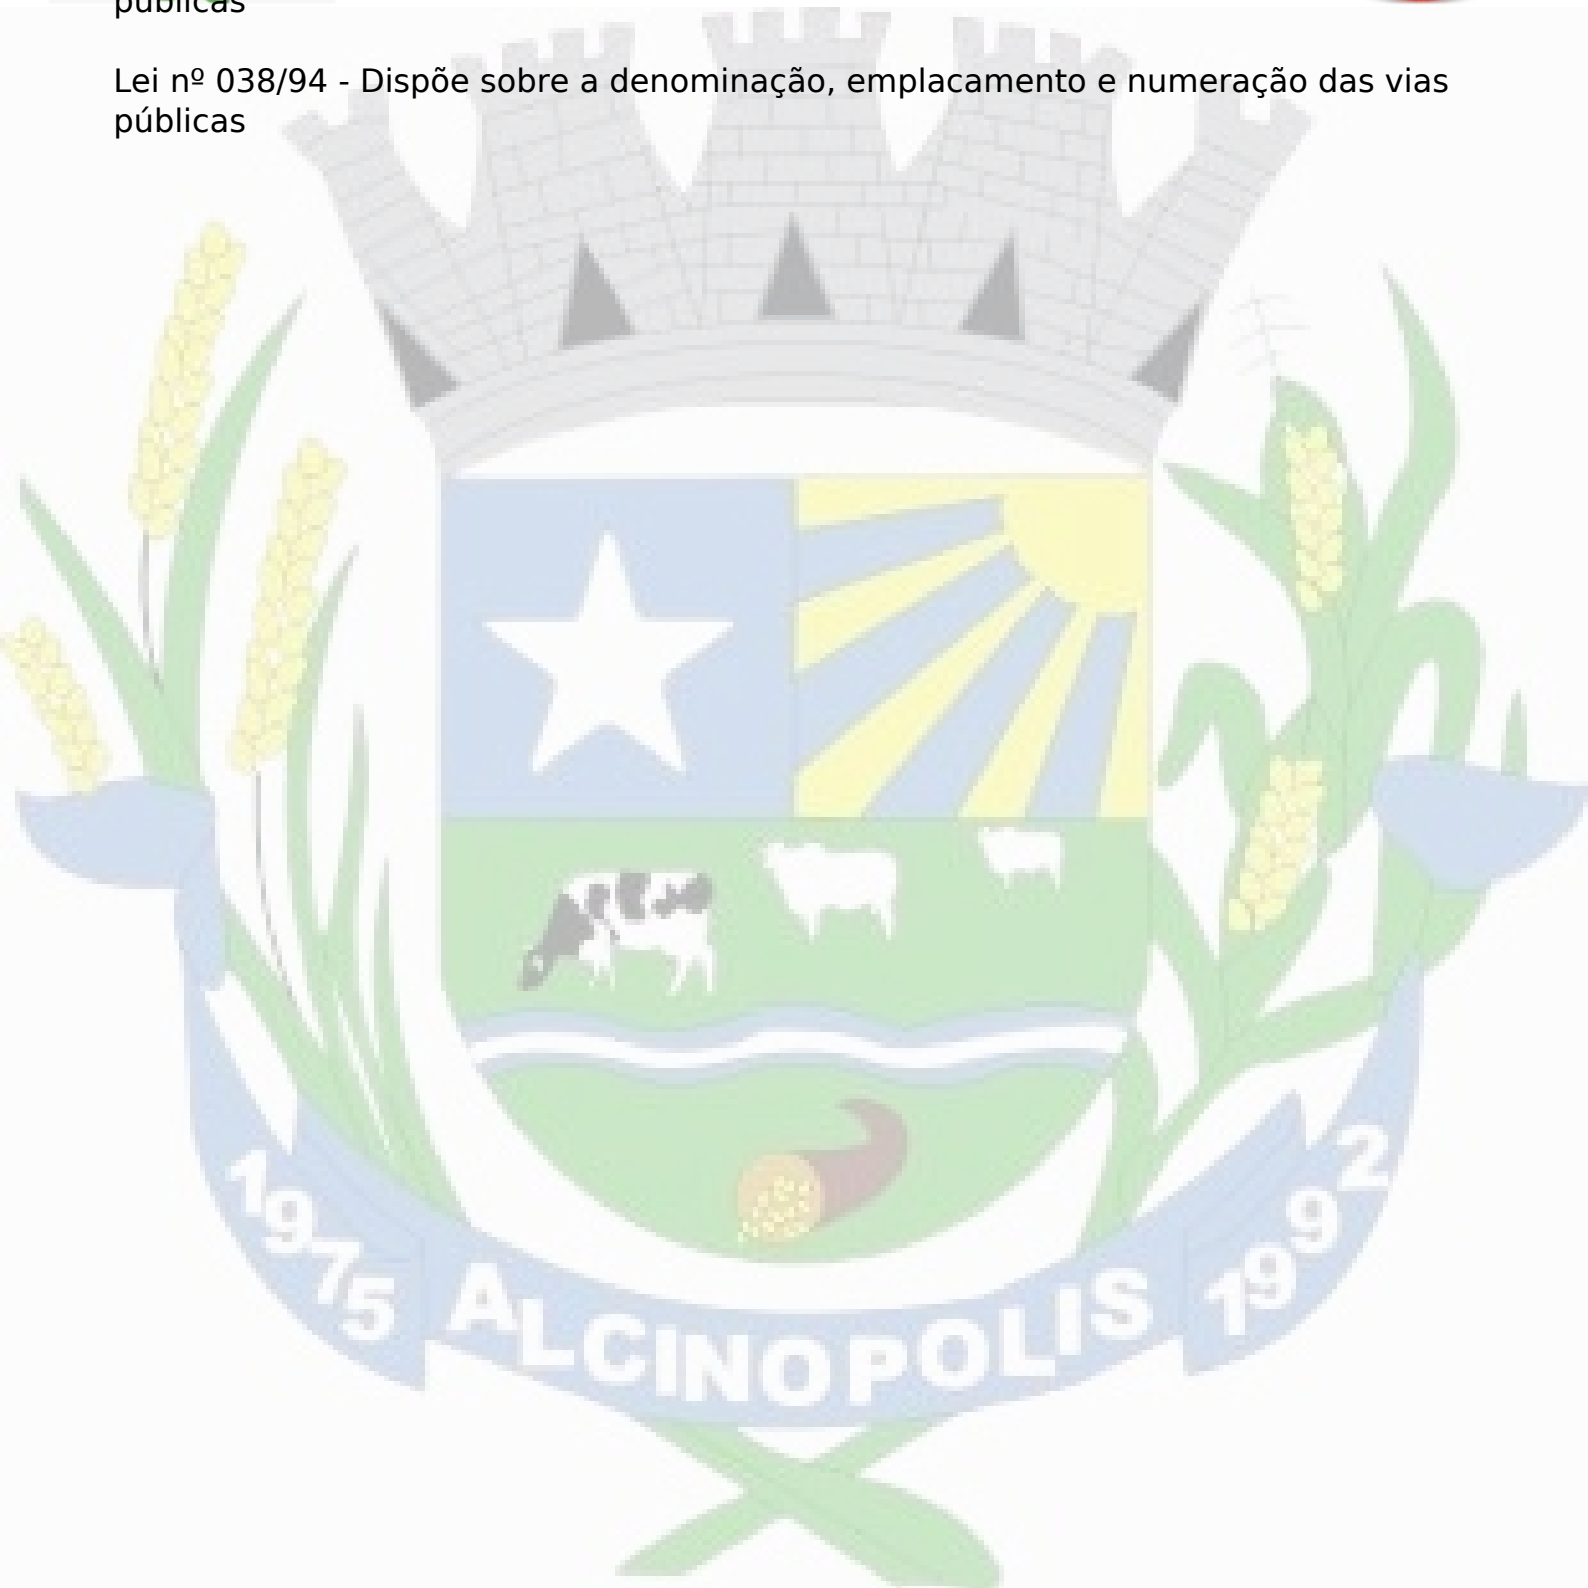 públicas
Lei nº 038/94 - Dispõe sobre a denominação, emplacamento e numeração das vias
públicas
1975 ALCINOPOLIS 1992